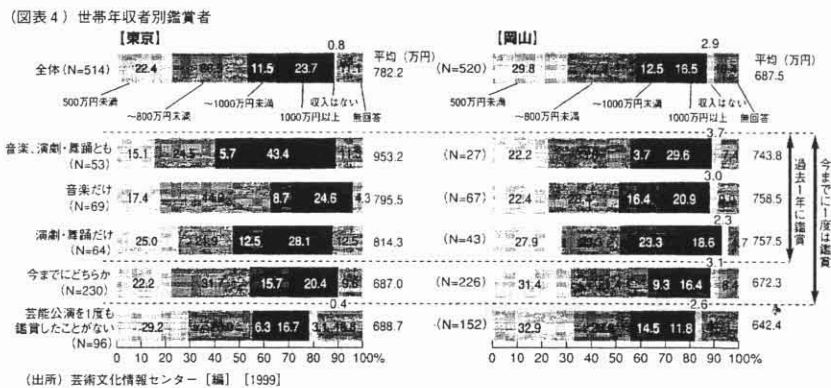 (図表4) 世帯年収者別鑑賞者
【東京】
【岡山】
0.8
2.9
全体 (N=514)
22.4
11.5
23.7
平均 (万円)
782.2
(N=520)
29.8
12.5
16.5
平均 (万円)
687.5
500万円未満
~800万円未満
~1000万円未満
1000万円以上
収入はない
無回答
500万円未満
~800万円未満
~1000万円未満
1000万円以上
収入はない
無回答
音楽、演劇・舞踊とも
(N=53)
15.1
24.5
5.7
43.4
953.2
(N=27)
22.2
3.7
29.6
3.7
743.8
音楽だけ
(N=69)
17.4
8.7
24.6
4.3
795.5
(N=67)
22.4
16.4
20.9
3.0
758.5
演劇・舞踊だけ
(N=64)
25.0
21.9
12.5
28.1
12.5
814.3
(N=43)
27.9
23.3
18.6
2.3
757.5
今までにどちらか
(N=230)
22.2
31.7
15.7
20.4
0.4
687.0
(N=226)
31.4
9.3
16.4
3.1
672.3
芸能公演を1度も
鑑賞したことがない
(N=96)
29.2
6.3
16.7
3.1
688.7
(N=152)
32.9
14.5
11.8
2.6
642.4
過去1年に鑑賞
今までに1度は鑑賞
0 10 20 30 40 50 60 70 80 90 100%
0 10 20 30 40 50 60 70 80 90 100%
(出所) 芸術文化情報センター [編] [1999]